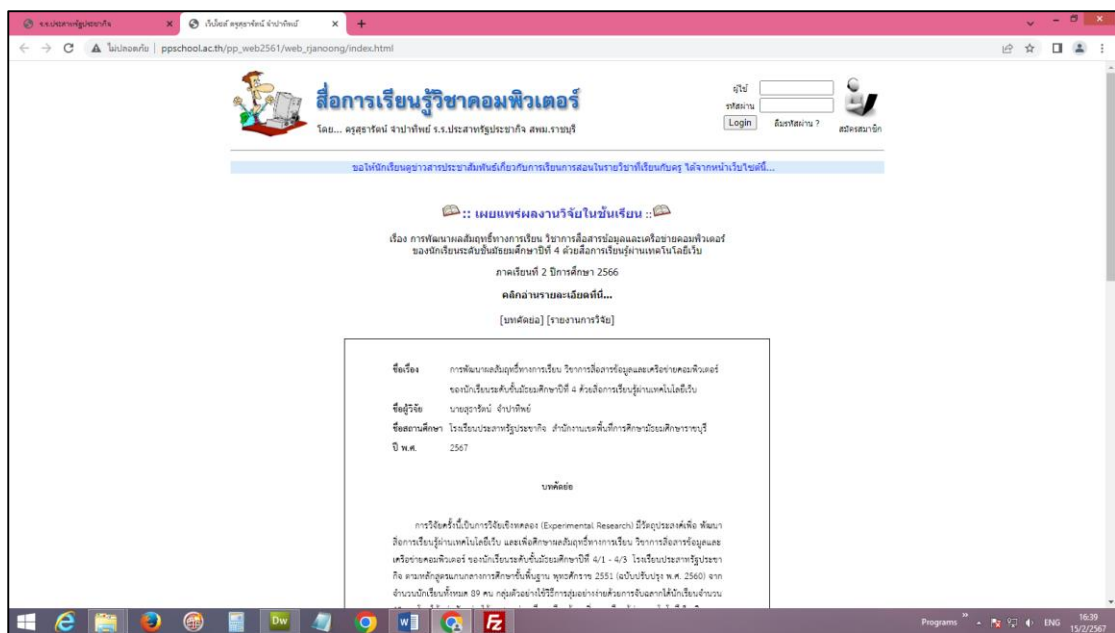 ร.ร.ประสาทรัฐประชากิจ
เว็บไซต์ ครูสุธารัตน์ จำปาทิพย์
ไม่ปลอดภัย | ppschool.ac.th/pp_web2561/web_rjanoong/index.html
สื่อการเรียนรู้วิชาคอมพิวเตอร์
โดย... ครูสุธารัตน์ จำปาทิพย์ ร.ร.ประสาทรัฐประชากิจ สพม.ราชบุรี
ผู้ใช้
รหัสผ่าน
Login ลืมรหัสผ่าน ?
สมัครสมาชิก
ขอให้นักเรียนดูข่าวสารประชาสัมพันธ์เกี่ยวกับการเรียนการสอนในรายวิชาที่เรียนกับครู ได้จากหน้าเว็บไซต์นี้...
:: เผยแพร่ผลงานวิจัยในชั้นเรียน ::
เรื่อง การพัฒนาผลสัมฤทธิ์ทางการเรียน วิชาการสื่อสารข้อมูลและเครือข่ายคอมพิวเตอร์
ของนักเรียนระดับชั้นมัธยมศึกษาปีที่ 4 ด้วยสื่อการเรียนรู้ผ่านเทคโนโลยีเว็บ
ภาคเรียนที่ 2 ปีการศึกษา 2566
คลิกอ่านรายละเอียดที่นี่...
[บทคัดย่อ] [รายงานการวิจัย]
ชื่อเรื่อง การพัฒนาผลสัมฤทธิ์ทางการเรียน วิชาการสื่อสารข้อมูลและเครือข่ายคอมพิวเตอร์
ของนักเรียนระดับชั้นมัธยมศึกษาปีที่ 4 ด้วยสื่อการเรียนรู้ผ่านเทคโนโลยีเว็บ
ชื่อผู้วิจัย นายสุธารัตน์ จำปาทิพย์
ชื่อสถานศึกษา โรงเรียนประสาทรัฐประชากิจ สำนักงานเขตพื้นที่การศึกษามัธยมศึกษาราชบุรี
ปี พ.ศ. 2567
บทคัดย่อ
การวิจัยครั้งนี้เป็นการวิจัยเชิงทดลอง (Experimental Research) มีวัตถุประสงค์เพื่อ พัฒนา
สื่อการเรียนรู้ผ่านเทคโนโลยีเว็บ และเพื่อศึกษาผลสัมฤทธิ์ทางการเรียน วิชาการสื่อสารข้อมูลและ
เครือข่ายคอมพิวเตอร์ ของนักเรียนระดับชั้นมัธยมศึกษาปีที่ 4/1 - 4/3 โรงเรียนประสาทรัฐประชา
กิจ ตามหลักสูตรแกนกลางการศึกษาขั้นพื้นฐาน พุทธศักราช 2551 (ฉบับปรับปรุง พ.ศ. 2560) จาก
จำนวนนักเรียนทั้งหมด 89 คน กลุ่มตัวอย่างใช้วิธีการสุ่มอย่างง่ายด้วยการจับฉลากได้นักเรียนจำนวน
Programs ENG 16:39
15/2/2567